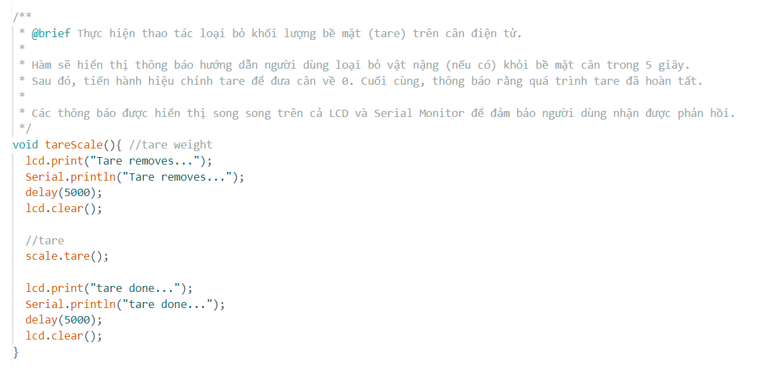 /**
 * @brief Thực hiện thao tác loại bỏ khối lượng bề mặt (tare) trên cân điện tử.
 *
 * Hàm sẽ hiển thị thông báo hướng dẫn người dùng loại bỏ vật nặng (nếu có) khỏi bề mặt cân trong 5 giây.
 * Sau đó, tiến hành hiệu chỉnh tare để đưa cân về 0. Cuối cùng, thông báo rằng quá trình tare đã hoàn tất.
 *
 * Các thông báo được hiển thị song song trên cả LCD và Serial Monitor để đảm bảo người dùng nhận được phản hồi.
 */
void tareScale(){ //tare weight
  lcd.print("Tare removes...");
  Serial.println("Tare removes...");
  delay(5000);
  lcd.clear();

  //tare
  scale.tare();

  lcd.print("tare done...");
  Serial.println("tare done...");
  delay(5000);
  lcd.clear();
}